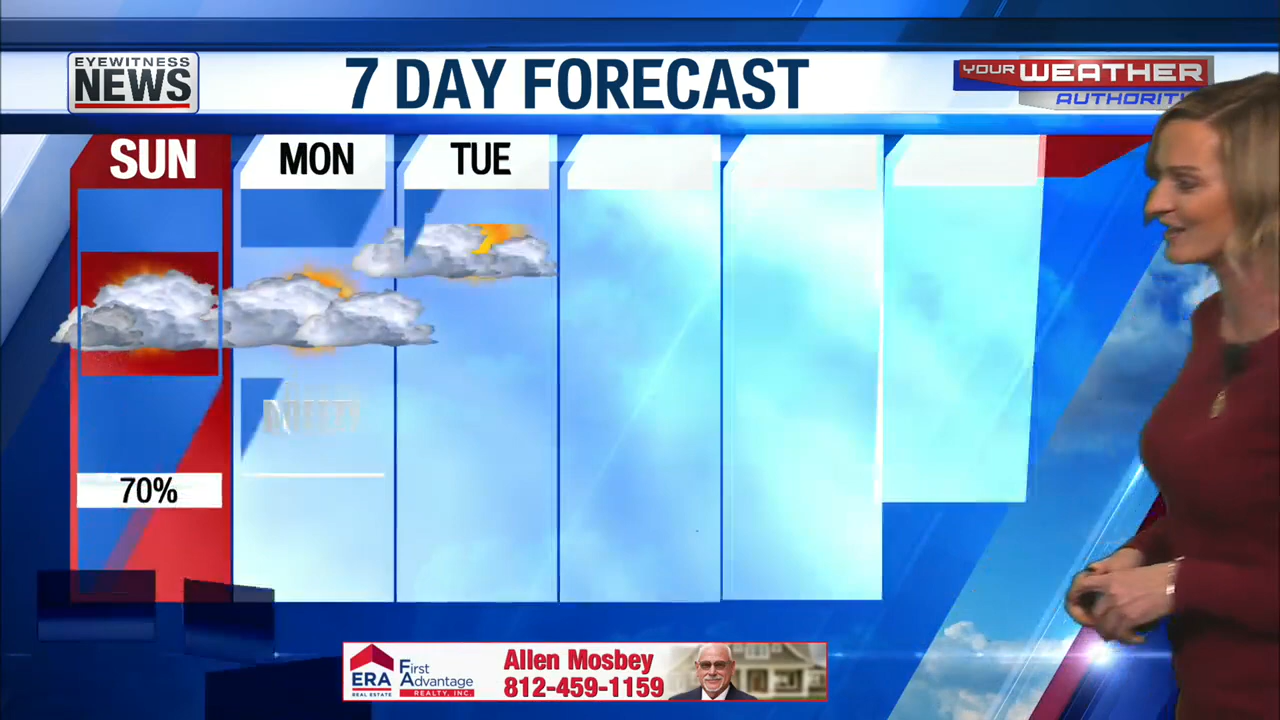 EYEWITNESS
NEWS
7 DAY FORECAST
YOUR WEATHER
AUTHORITY
SUN
MON
TUE
70%
ERA
REAL ESTATE
First
Advantage
REALTY, INC.
Allen Mosbey
812-459-1159